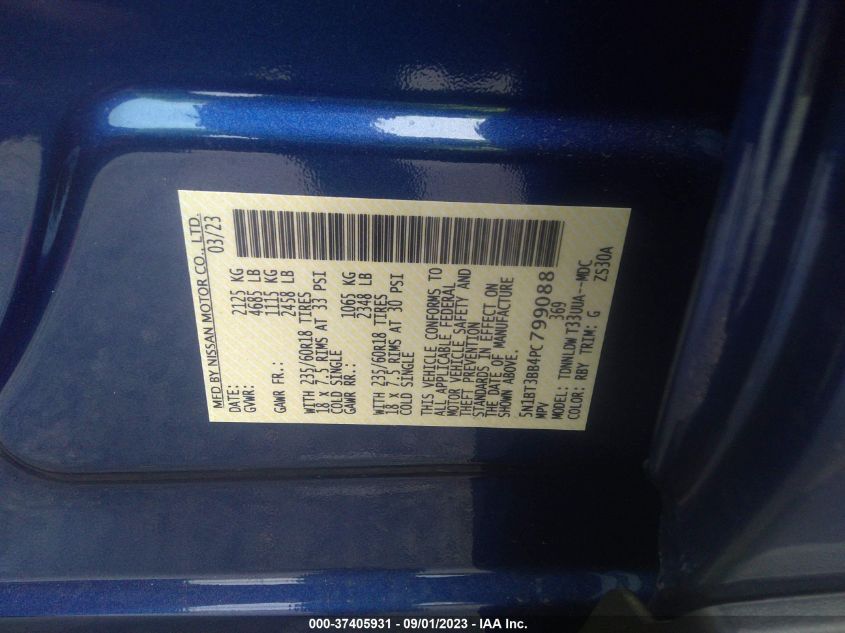 MFD BY NISSAN MOTOR CO., LTD.
DATE: 03/23
GVWR: 2125 KG
4685 LB
GAWR FR.: 1115 KG
2458 LB
WITH 235/60R18 TIRES
18 X 7.5 RIMS AT 33 PSI
COLD SINGLE
GAWR RR.: 1065 KG
2348 LB
WITH 235/60R18 TIRES
18 X 7.5 RIMS AT 30 PSI
COLD SINGLE
THIS VEHICLE CONFORMS TO
ALL APPLICABLE FEDERAL
MOTOR VEHICLE SAFETY AND
THEFT PREVENTION
STANDARDS IN EFFECT ON
THE DATE OF MANUFACTURE
SHOWN ABOVE.
5N1BT3BB4PC799088
MPV 369
MODEL: TDNNLDW T33UUA--MDC
COLOR: RBY TRIM: G ZS30A
000-37405931 - 09/01/2023 - IAA Inc.